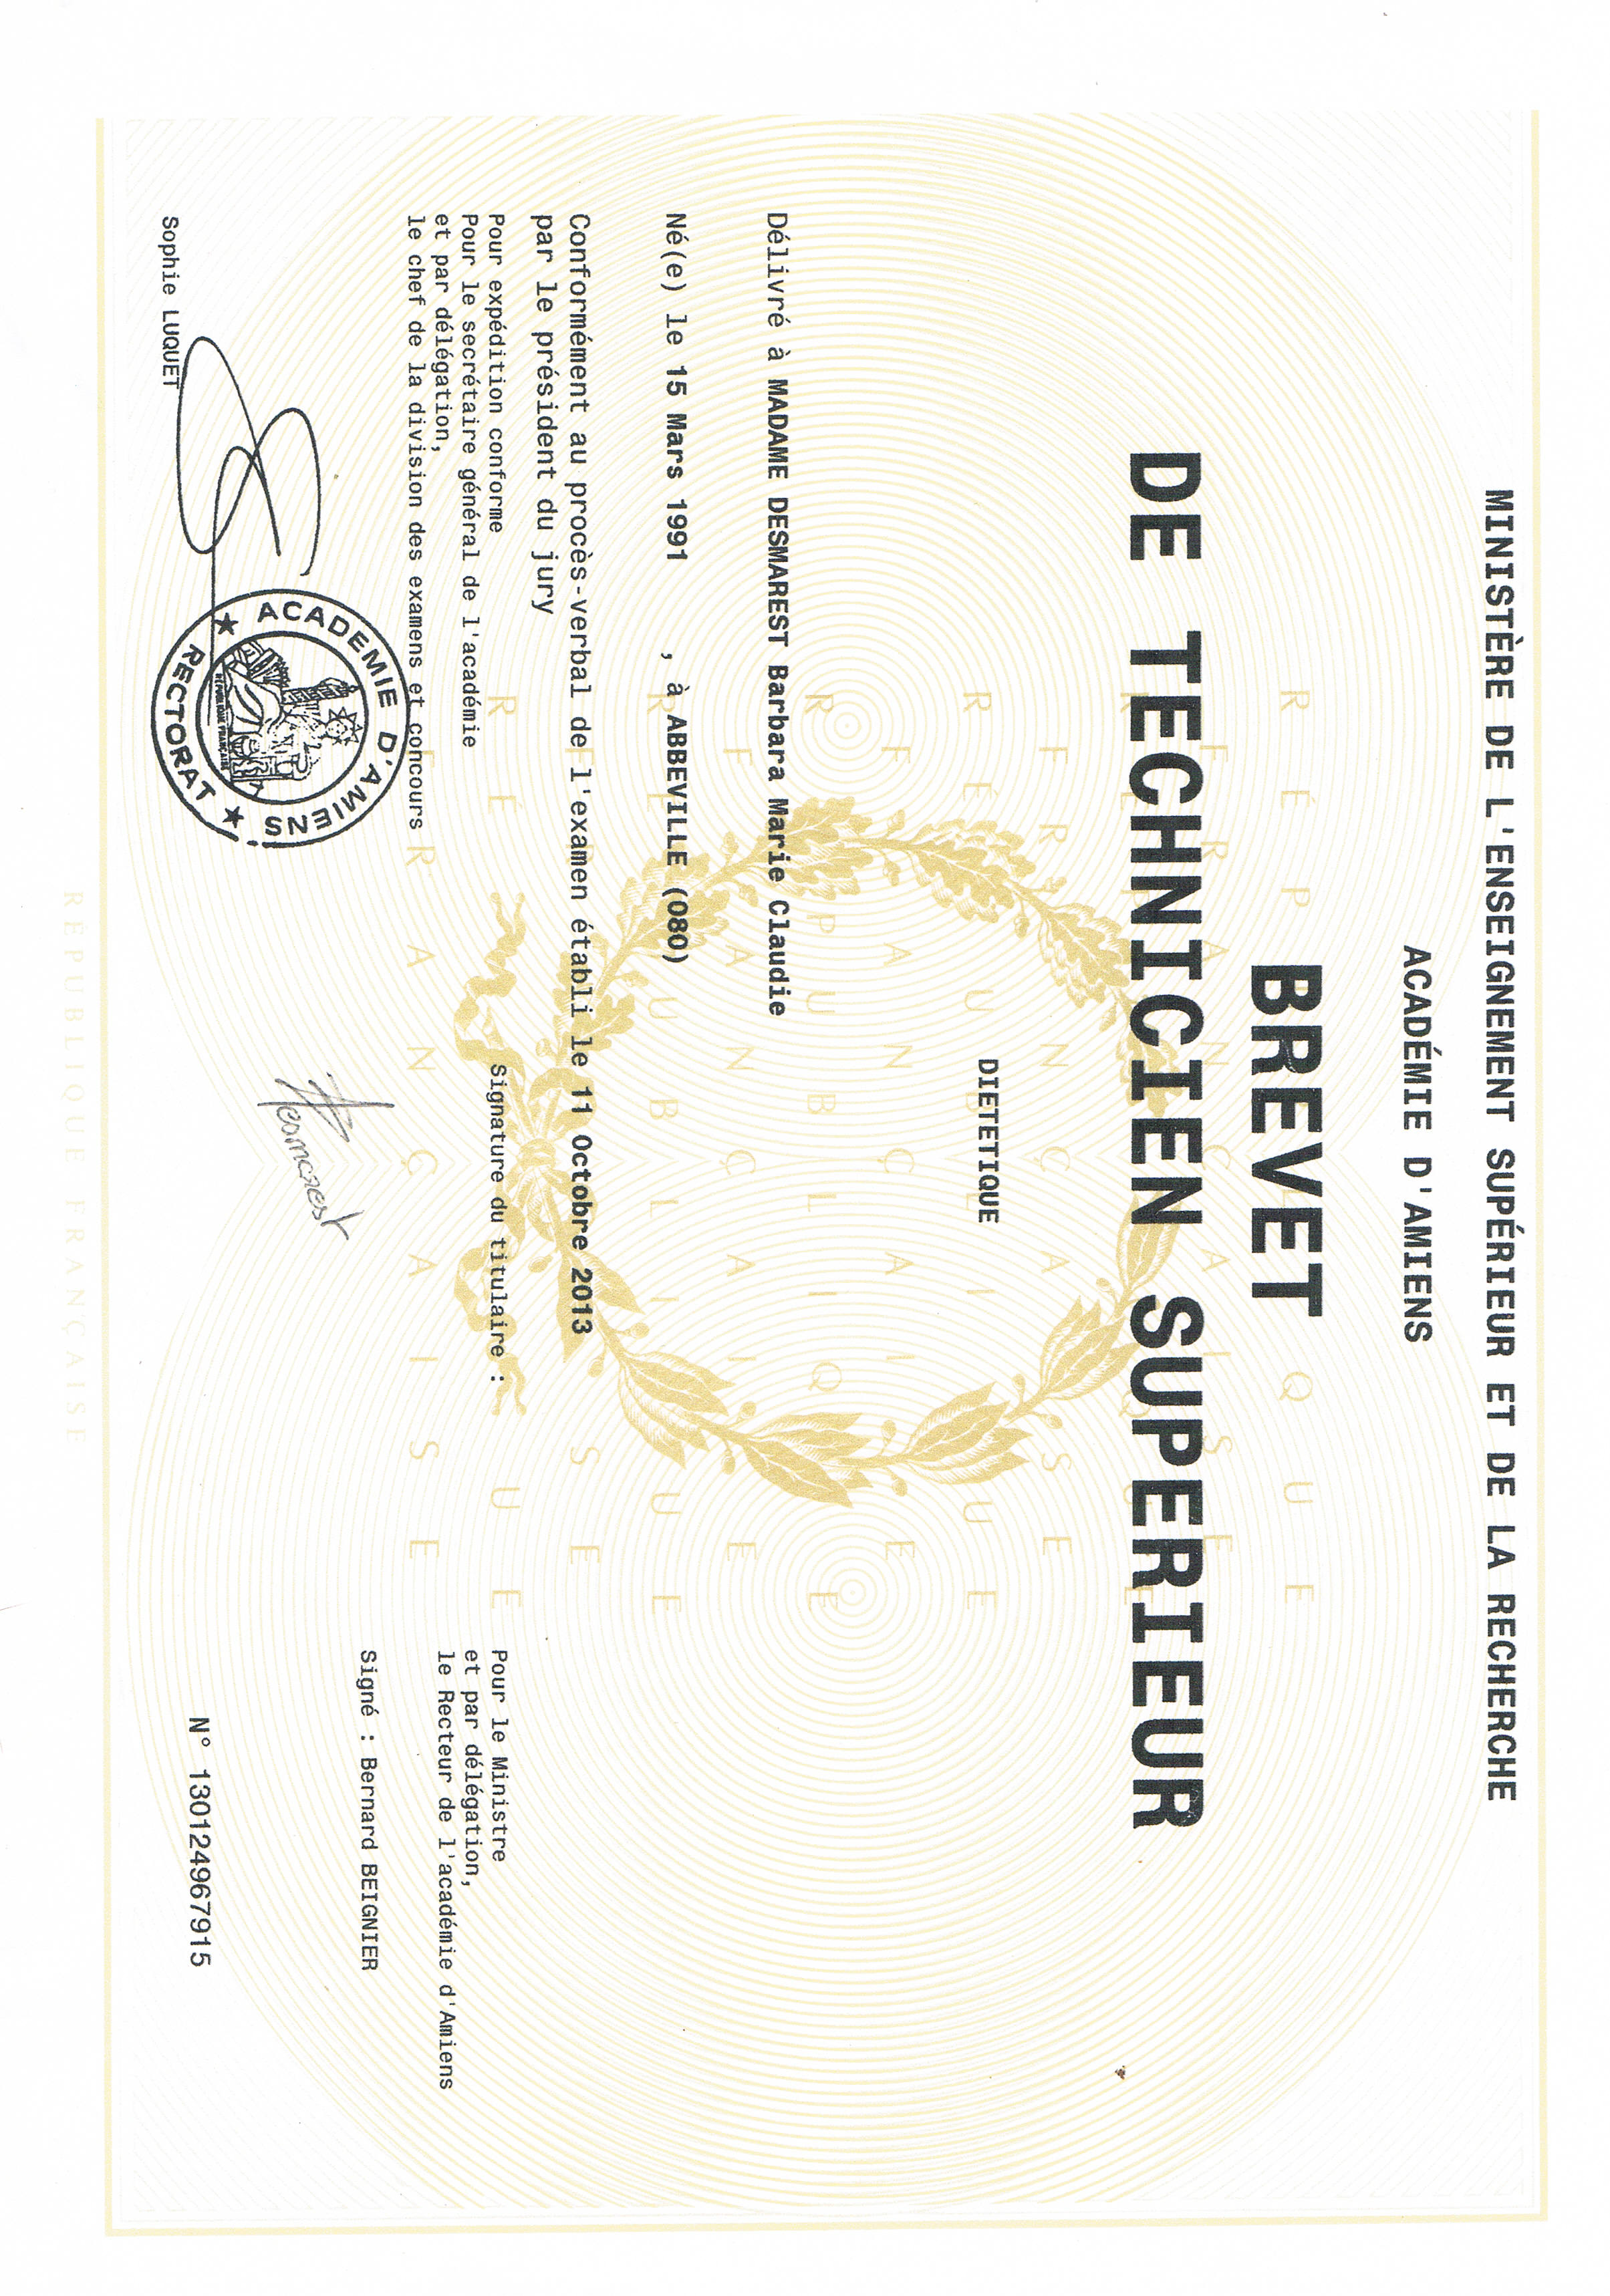 MINISTÈRE DE L'ENSEIGNEMENT SUPÉRIEUR ET DE LA RECHERCHE
ACADÉMIE D'AMIENS
BREVET
DE TECHNICIEN SUPERIEUR
DIETETIQUE
Délivré à MADAME DESMAREST Barbara Marie Claudie
Né(e) le 15 Mars 1991 , à ABBEVILLE (080)
Conformément au procès-verbal de l'examen établi le 11 Octobre 2013
par le président du jury
Pour expédition conforme
Pour le secrétaire général de l'académie
et par délégation,
le chef de la division des examens et concours
ACADEMIE D'AMIENS
RÉPUBLIQUE FRANÇAISE
★ RECTORAT ★
Sophie LUQUET
Signature du titulaire :
Desmarest
Pour le Ministre
et par délégation,
le Recteur de l'académie d'Amiens
Signé : Bernard BEIGNIER
N° 130124967915
RÉPUBLIQUE FRANÇAISE